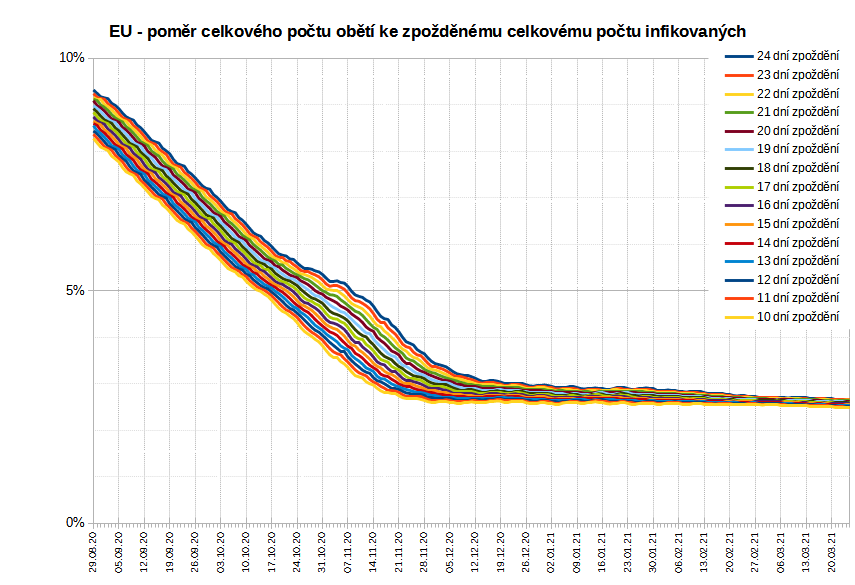 EU - poměr celkového počtu obětí ke zpožděnému celkovému počtu infikovaných
10%
5%
0%
24 dní zpoždění
23 dní zpoždění
22 dní zpoždění
21 dní zpoždění
20 dní zpoždění
19 dní zpoždění
18 dní zpoždění
17 dní zpoždění
16 dní zpoždění
15 dní zpoždění
14 dní zpoždění
13 dní zpoždění
12 dní zpoždění
11 dní zpoždění
10 dní zpoždění
29.08.20
05.09.20
12.09.20
19.09.20
26.09.20
03.10.20
10.10.20
17.10.20
24.10.20
31.10.20
07.11.20
14.11.20
21.11.20
28.11.20
05.12.20
12.12.20
19.12.20
26.12.20
02.01.21
09.01.21
16.01.21
23.01.21
30.01.21
06.02.21
13.02.21
20.02.21
27.02.21
06.03.21
13.03.21
20.03.21